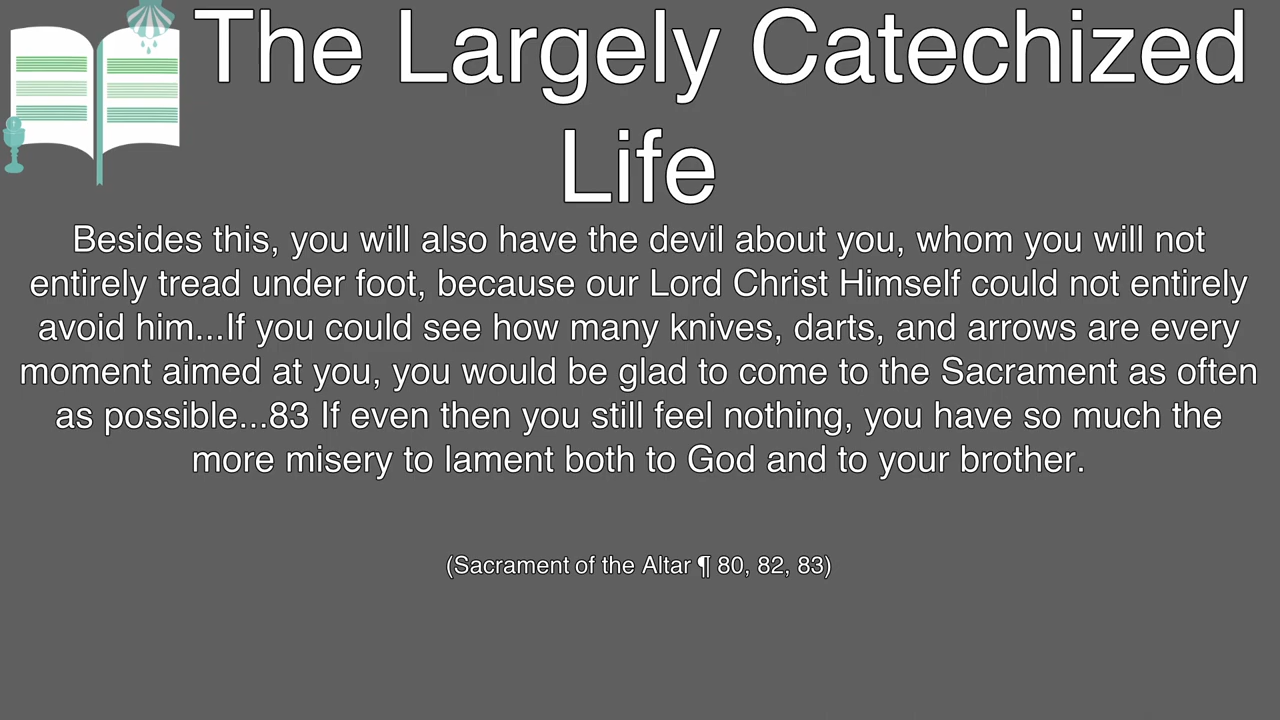 The Largely Catechized
Life
Besides this, you will also have the devil about you, whom you will not
entirely tread under foot, because our Lord Christ Himself could not entirely
avoid him...If you could see how many knives, darts, and arrows are every
moment aimed at you, you would be glad to come to the Sacrament as often
as possible...83 If even then you still feel nothing, you have so much the
more misery to lament both to God and to your brother.
(Sacrament of the Altar ¶ 80, 82, 83)